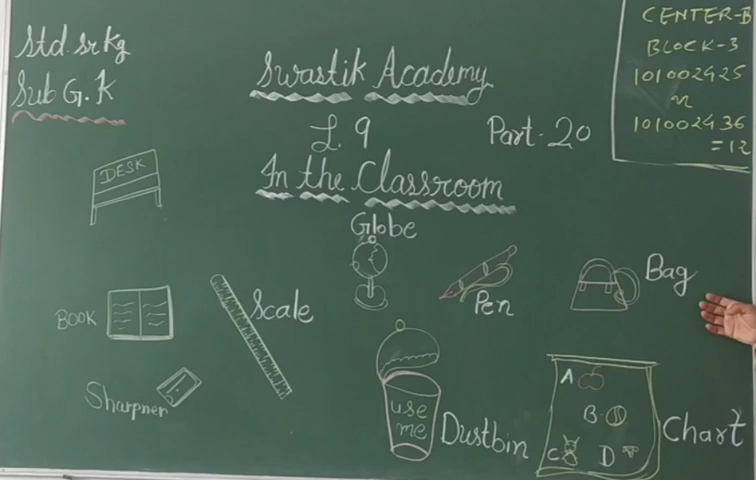 Std. Sr Kg
Sub G. K
Swastik Academy
L. 9
Part. 20
In the Classroom
CENTER-B
BLOCK-3
101002425
101002436
=12
DESK
Globe
Pen
Bag
BOOK
Scale
Sharpner
use
me
Dustbin
A
B
C
D
Chart